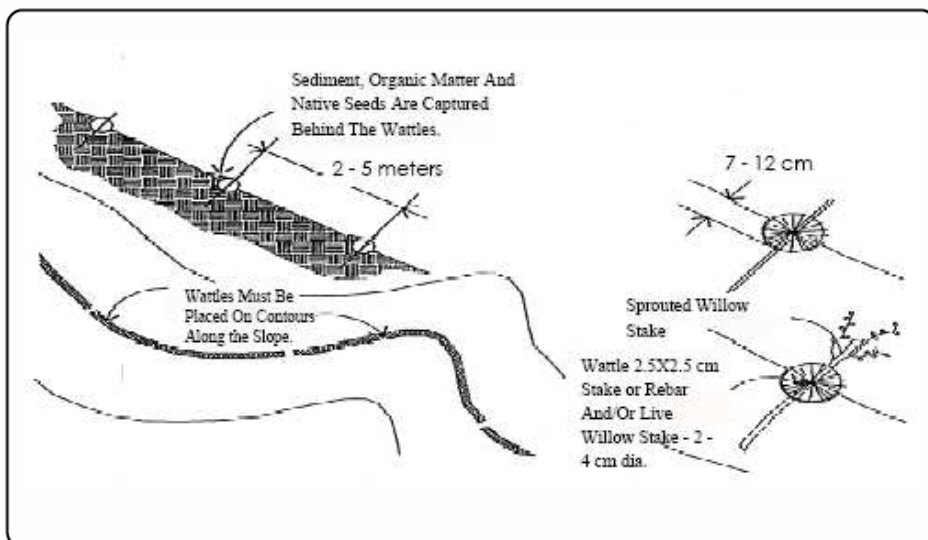 Sediment, Organic Matter And
Native Seeds Are Captured
Behind The Wattles.
2 - 5 meters
7 - 12 cm
Wattles Must Be
Placed On Contours
Along the Slope.
Sprouted Willow
Stake
Wattle 2.5X2.5 cm
Stake or Rebar
And/Or Live
Willow Stake - 2 -
4 cm dia.